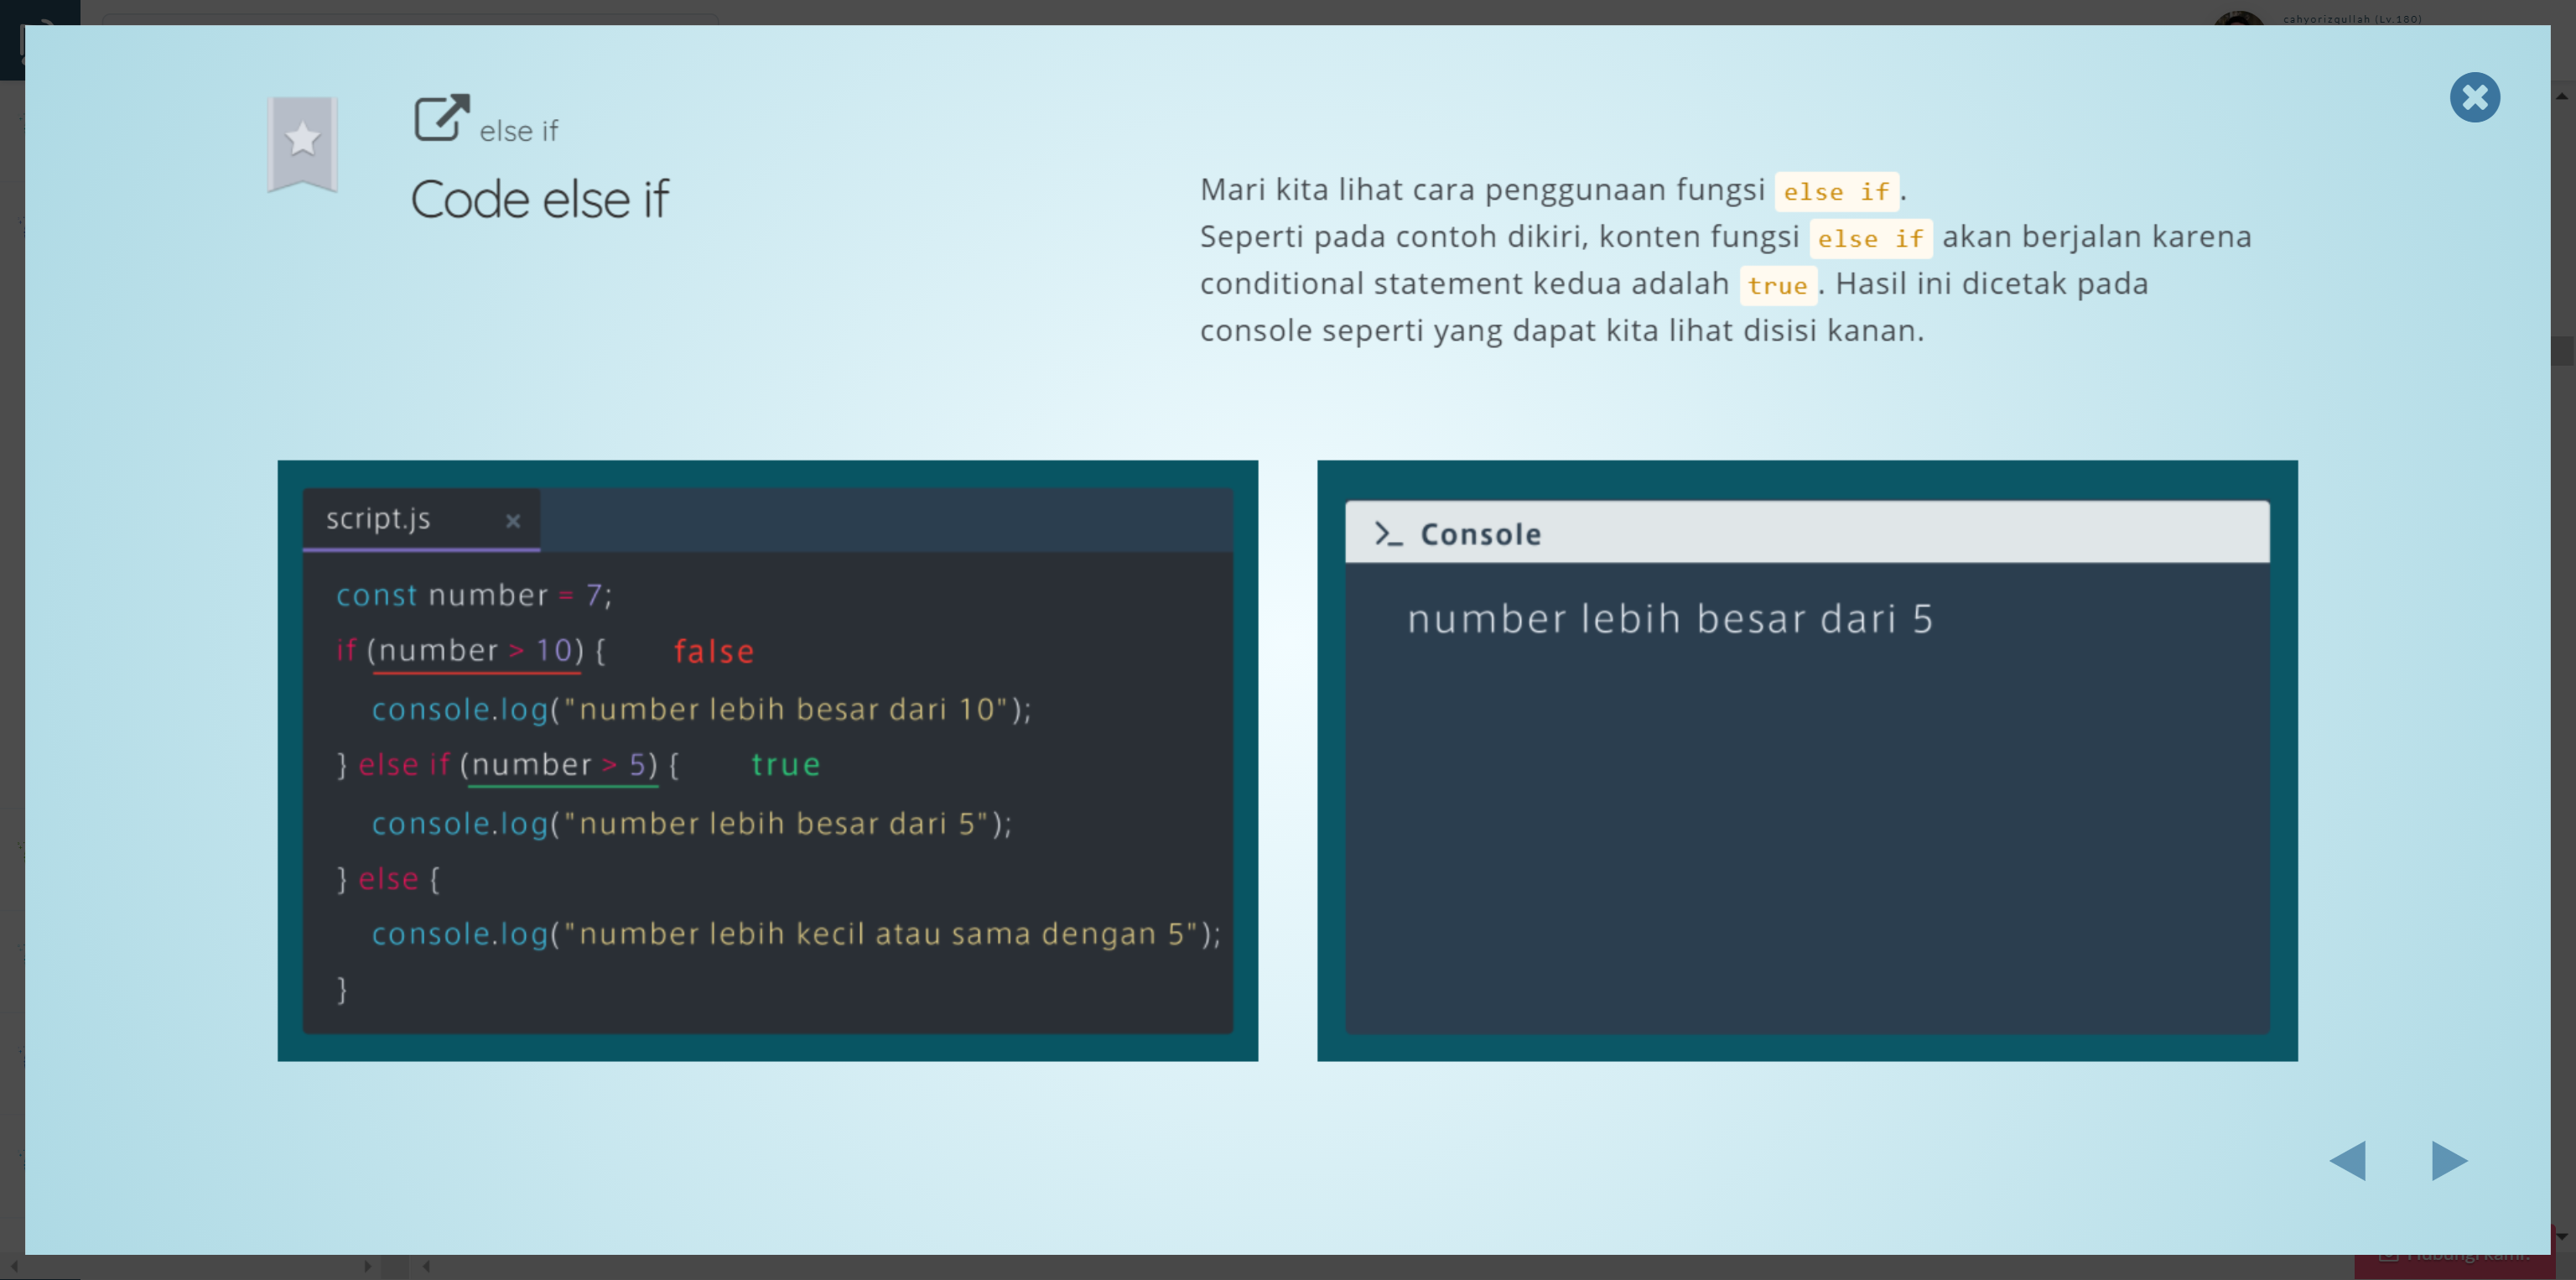 cahyorizqullah (Lv.180)
else if
Code else if
Mari kita lihat cara penggunaan fungsi else if.
Seperti pada contoh dikiri, konten fungsi else if akan berjalan karena
conditional statement kedua adalah true. Hasil ini dicetak pada
console seperti yang dapat kita lihat disisi kanan.
script.js ×
const number = 7;
if (number > 10) { false
console.log("number lebih besar dari 10");
} else if (number > 5) { true
console.log("number lebih besar dari 5");
} else {
console.log("number lebih kecil atau sama dengan 5");
}
>_ Console
number lebih besar dari 5